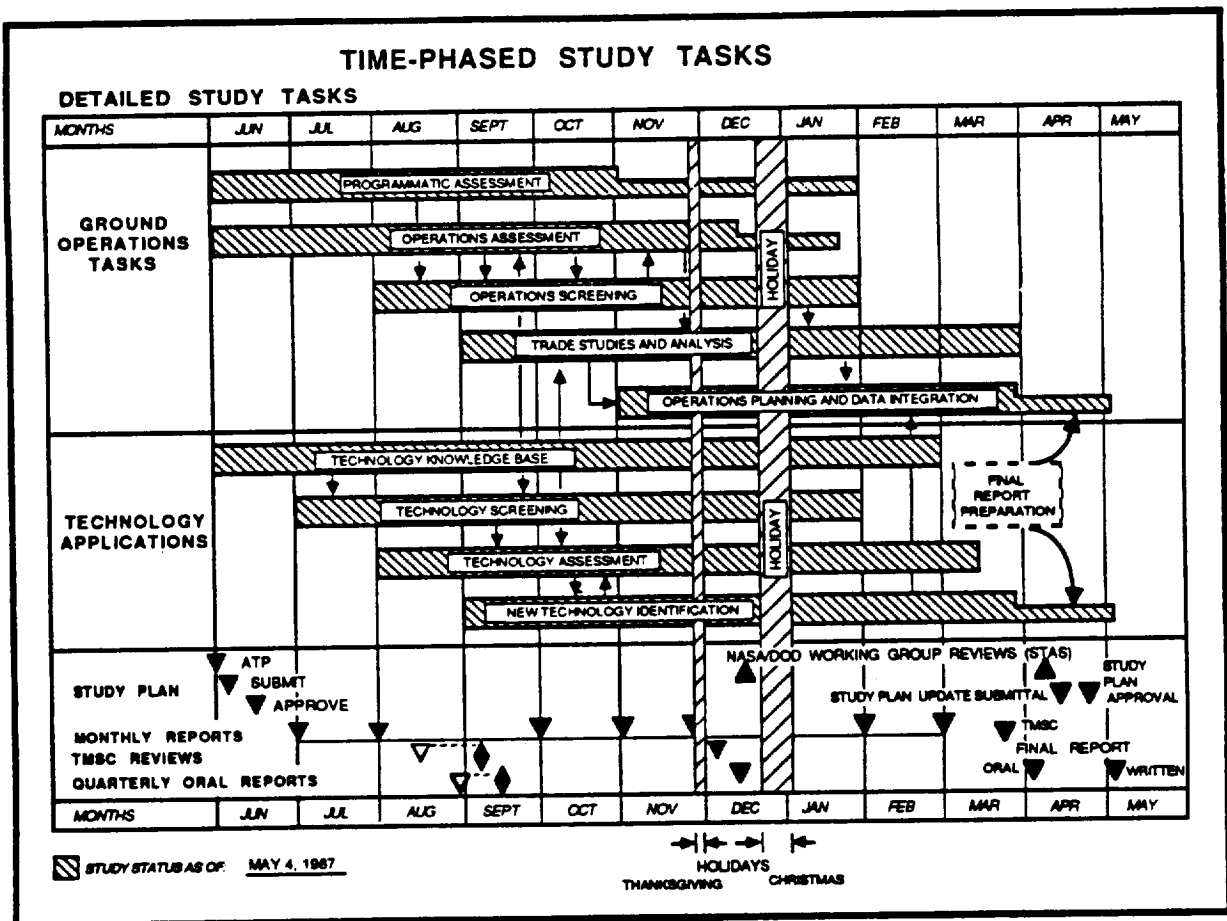 TIME-PHASED STUDY TASKS
DETAILED STUDY TASKS
MONTHS JUN JUL AUG SEPT OCT NOV DEC JAN FEB MAR APR MAY
PROGRAMMATIC ASSESSMENT
GROUND
OPERATIONS
TASKS
OPERATIONS ASSESSMENT
HOLIDAY
OPERATIONS SCREENING
TRADE STUDIES AND ANALYSIS
OPERATIONS PLANNING AND DATA INTEGRATION
TECHNOLOGY KNOWLEDGE BASE
FINAL
REPORT
PREPARATION
TECHNOLOGY
APPLICATIONS
TECHNOLOGY SCREENING
HOLIDAY
TECHNOLOGY ASSESSMENT
NEW TECHNOLOGY IDENTIFICATION
NASA/DOD WORKING GROUP REVIEWS (STAS)
STUDY PLAN
ATP
SUBMIT
APPROVE
STUDY PLAN UPDATE SUBMITTAL
STUDY
PLAN
APPROVAL
MONTHLY REPORTS
TMSC
TMSC REVIEWS
FINAL REPORT
QUARTERLY ORAL REPORTS
ORAL
WRITTEN
MONTHS JUN JUL AUG SEPT OCT NOV DEC JAN FEB MAR APR MAY
STUDY STATUS AS OF: MAY 4, 1987
HOLIDAYS
THANKSGIVING CHRISTMAS